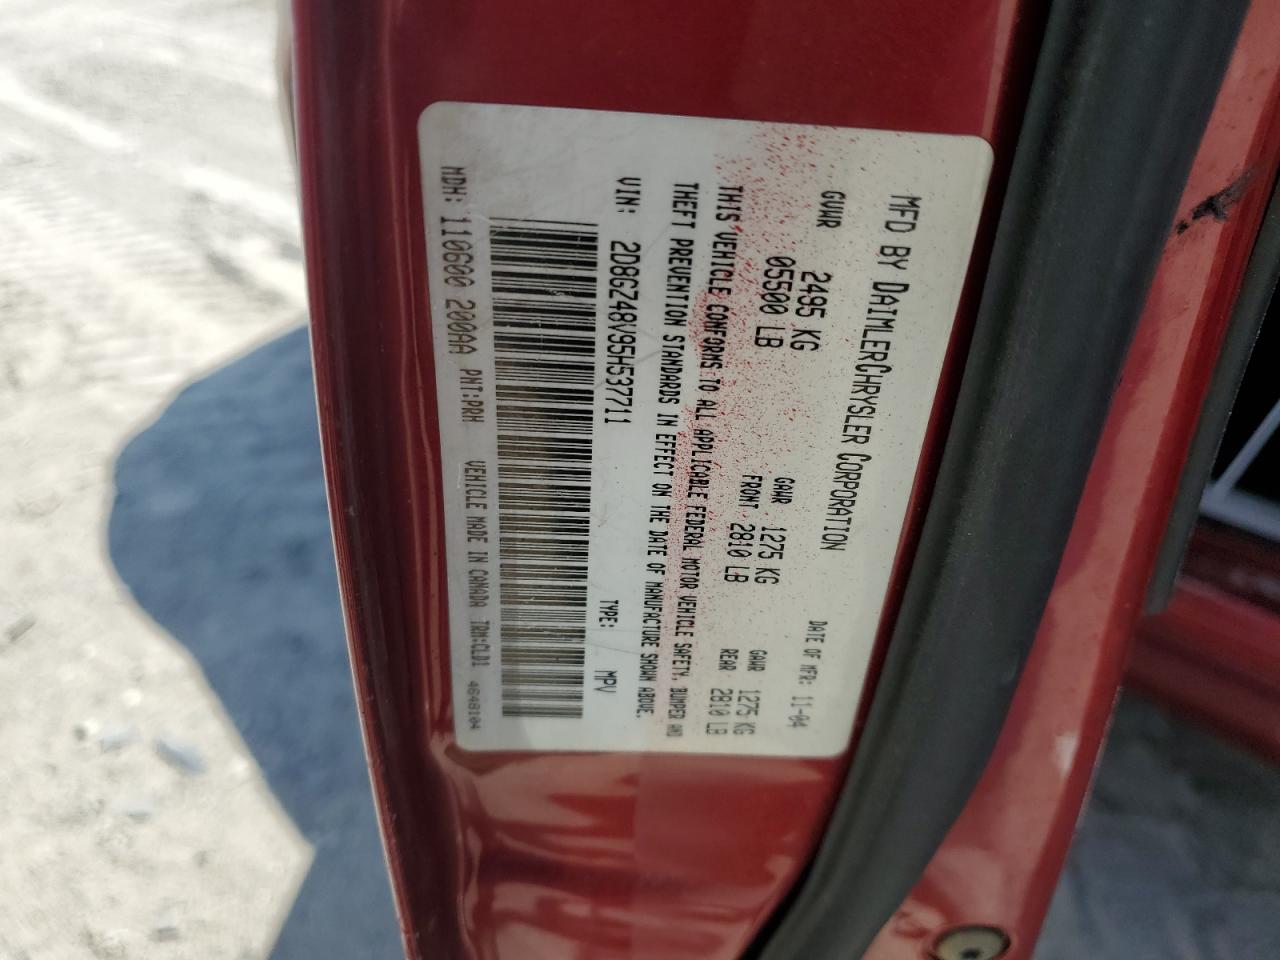 MFD BY DAIMLERCHRYSLER CORPORATION DATE OF MFR: 11-04
GVWR 2495 KG GAWR 1275 KG GAWR 1275 KG
05500 LB FRONT 2810 LB REAR 2810 LB
THIS VEHICLE CONFORMS TO ALL APPLICABLE FEDERAL MOTOR VEHICLE SAFETY, BUMPER AND
THEFT PREVENTION STANDARDS IN EFFECT ON THE DATE OF MANUFACTURE SHOWN ABOVE.
VIN: 2D8GZ48V95H537711 TYPE: MPV
MDH: 110600 200AA PNT:PRH VEHICLE MADE IN CANADA TRM:CLD1 4648104